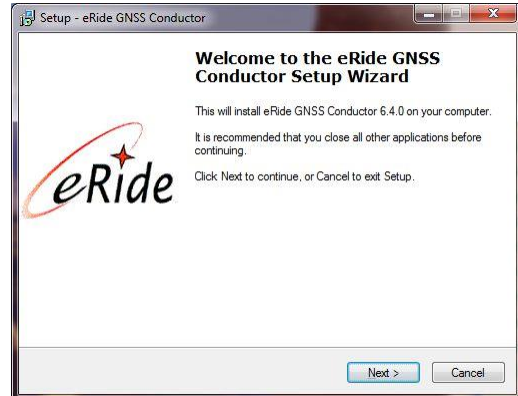 Setup - eRide GNSS Conductor
Welcome to the eRide GNSS
Conductor Setup Wizard
This will install eRide GNSS Conductor 6.4.0 on your computer.
It is recommended that you close all other applications before
continuing.
Click Next to continue, or Cancel to exit Setup.
eRide
Next >
Cancel